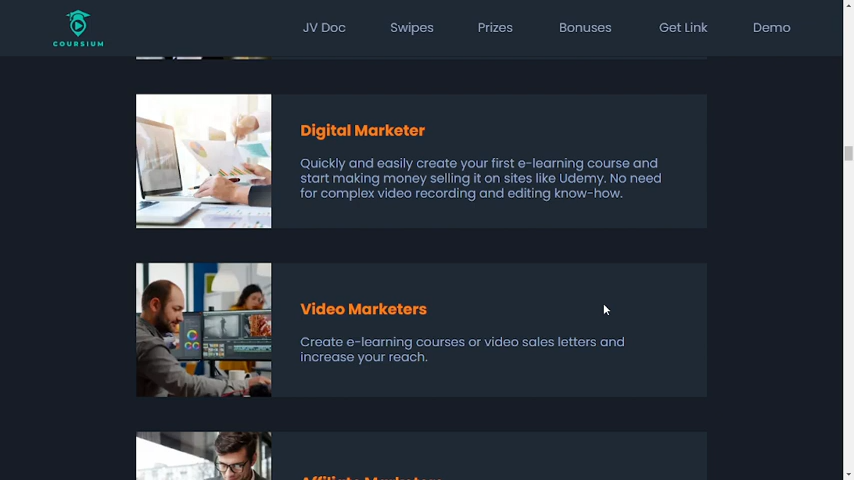 COURSIUM
JV Doc
Swipes
Prizes
Bonuses
Get Link
Demo
Digital Marketer
Quickly and easily create your first e-learning course and
start making money selling it on sites like Udemy. No need
for complex video recording and editing know-how.
Video Marketers
Create e-learning courses or video sales letters and
increase your reach.
Affiliate Marketers